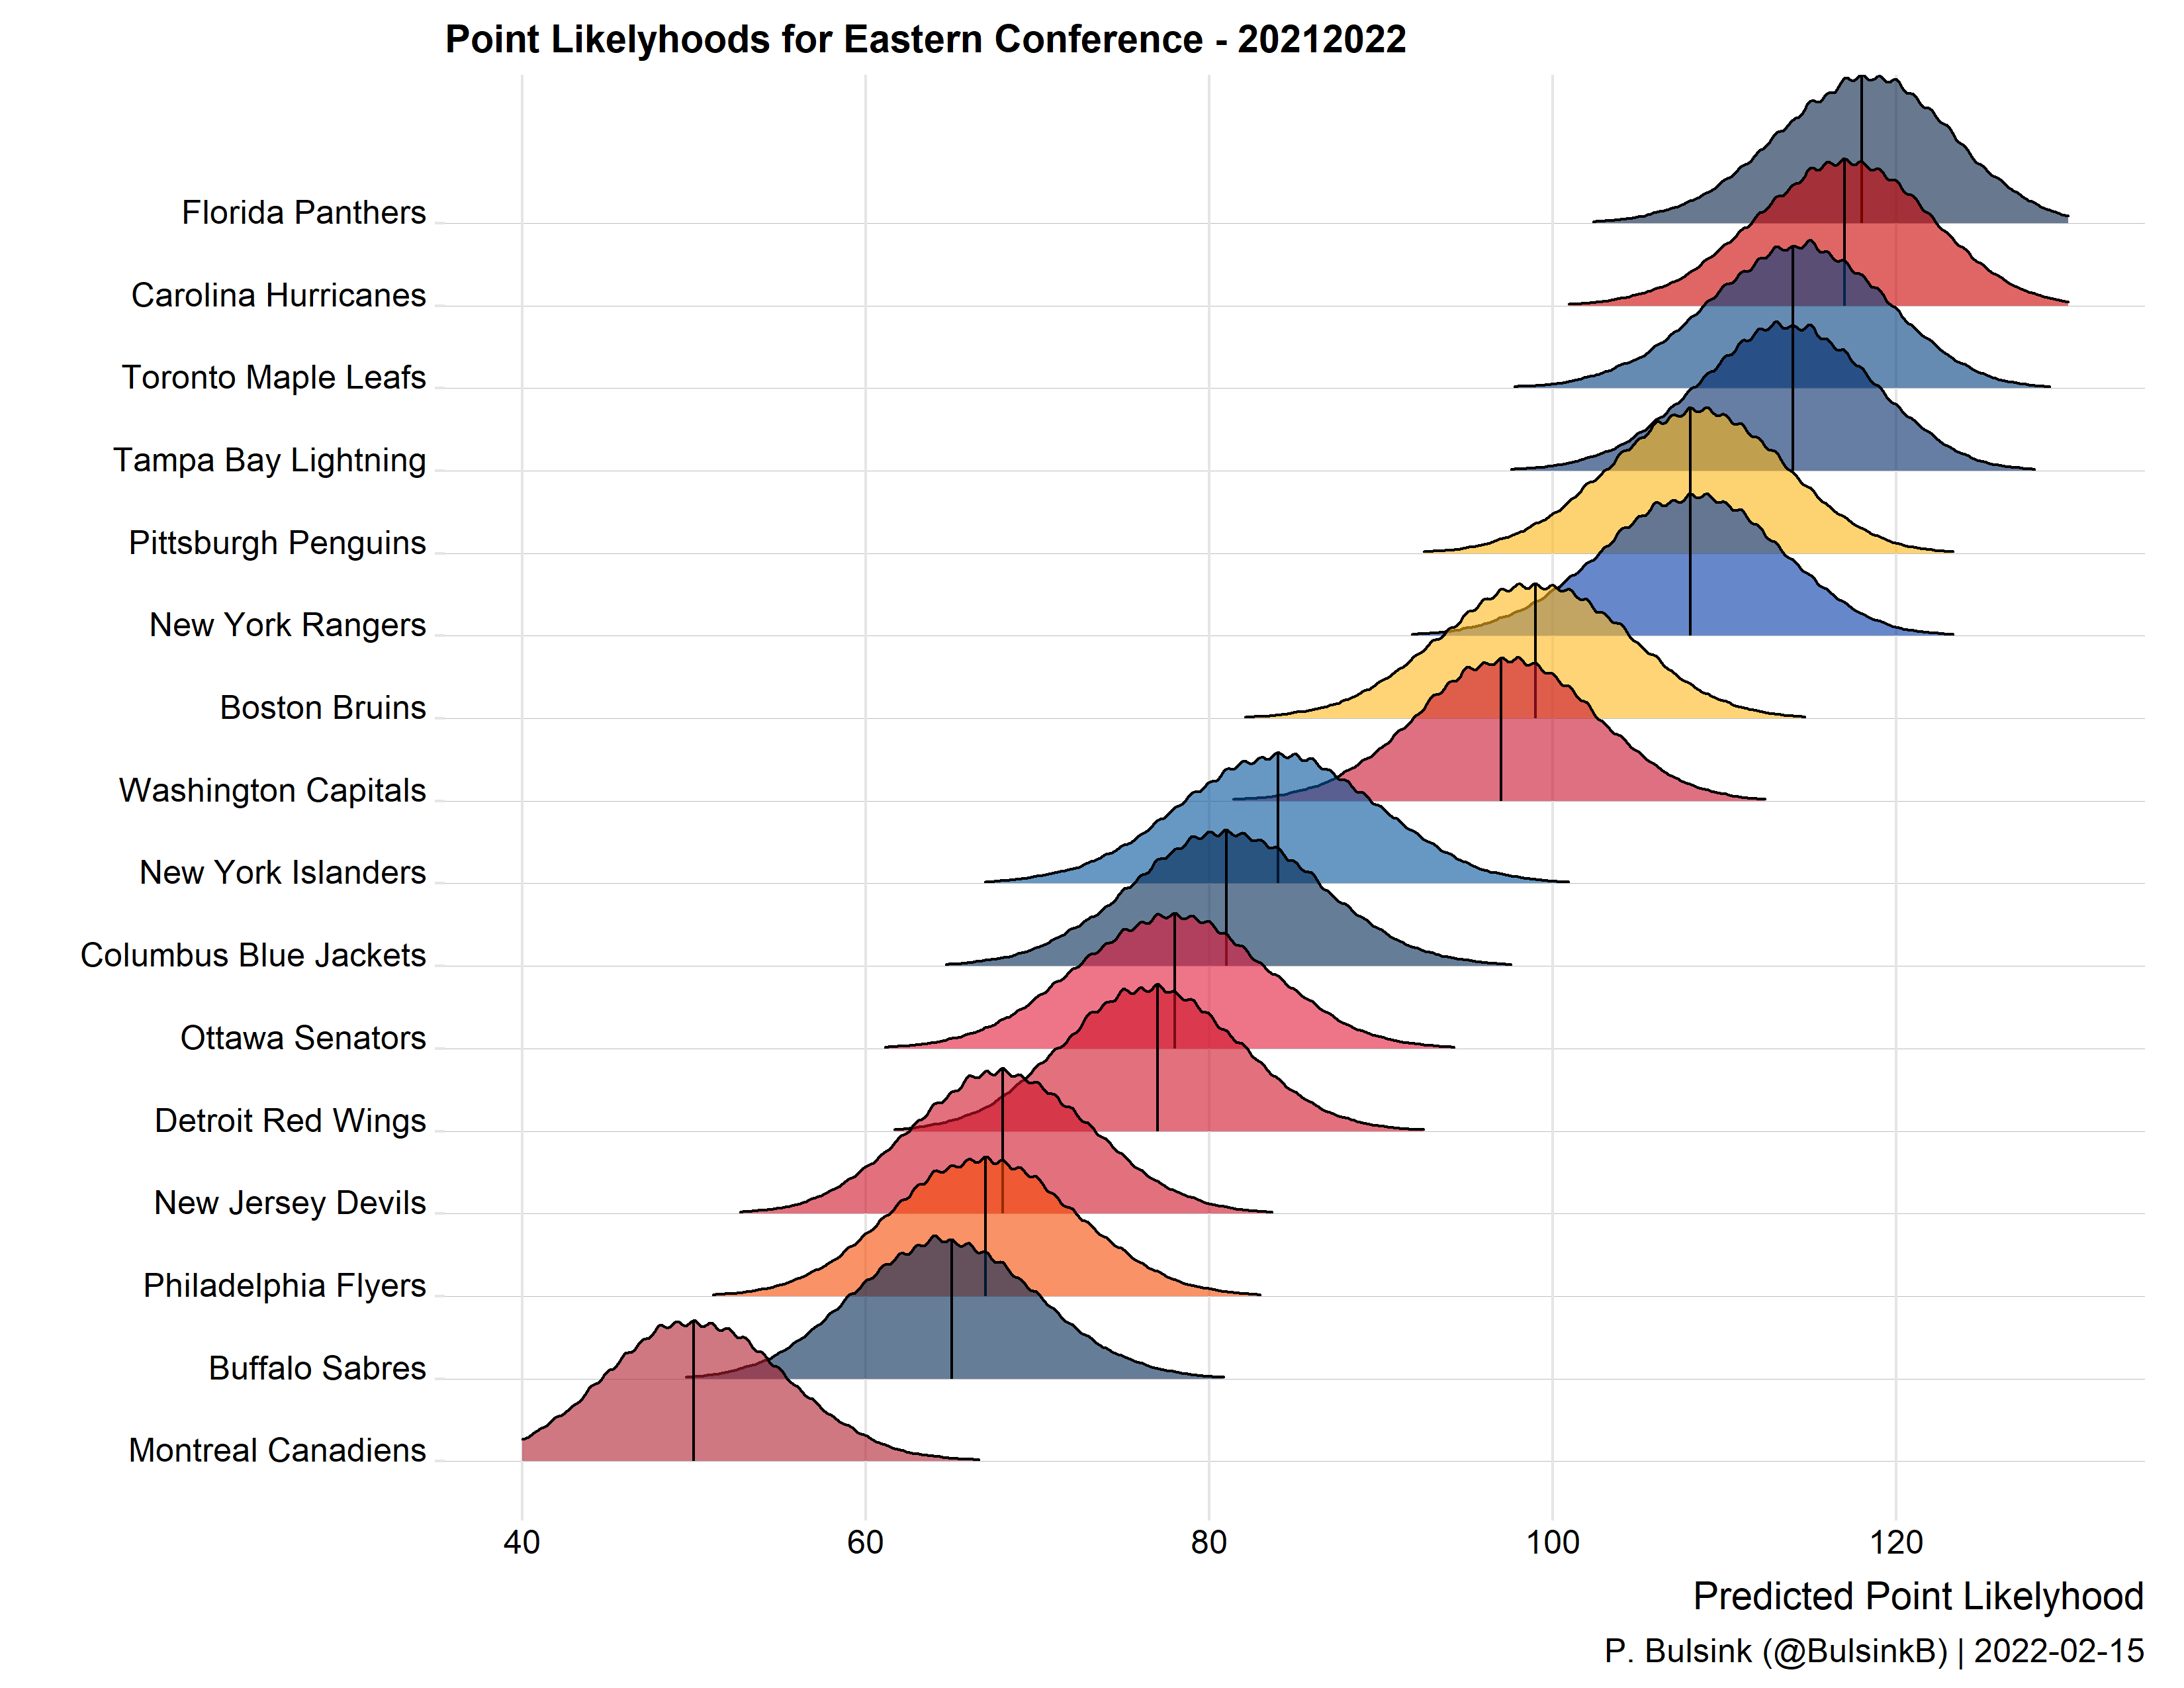 Point Likelyhoods for Eastern Conference - 20212022
Florida Panthers
Carolina Hurricanes
Toronto Maple Leafs
Tampa Bay Lightning
Pittsburgh Penguins
New York Rangers
Boston Bruins
Washington Capitals
New York Islanders
Columbus Blue Jackets
Ottawa Senators
Detroit Red Wings
New Jersey Devils
Philadelphia Flyers
Buffalo Sabres
Montreal Canadiens
40 60 80 100 120
Predicted Point Likelyhood
P. Bulsink (@BulsinkB) | 2022-02-15